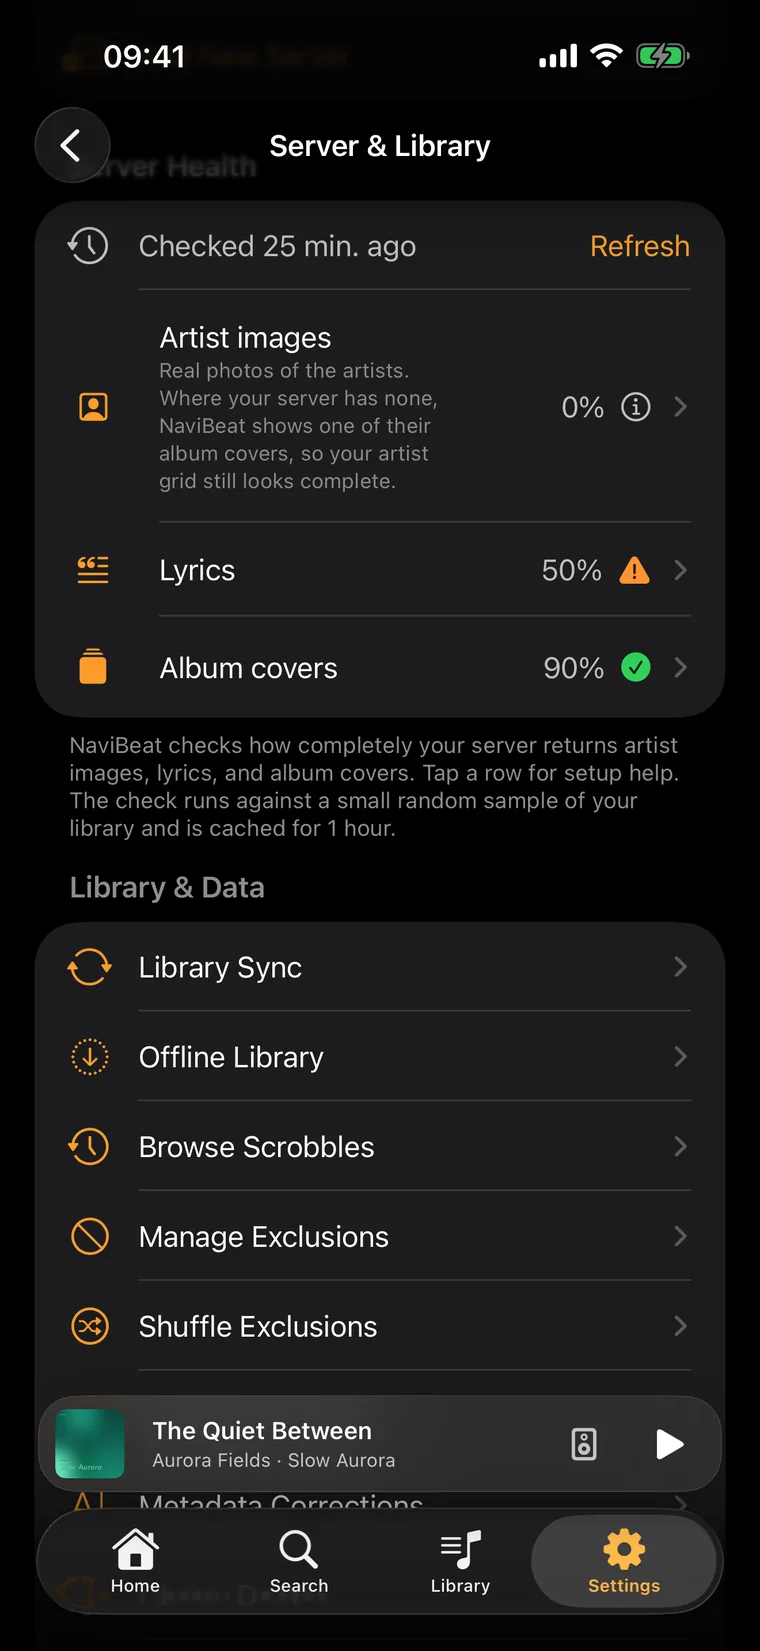 09:41
Server & Library
rver Health
Checked 25 min. ago
Refresh
Artist images
Real photos of the artists.
Where your server has none,
NaviBeat shows one of their
album covers, so your artist
grid still looks complete.
0%
Lyrics
50%
Album covers
90%
NaviBeat checks how completely your server returns artist
images, lyrics, and album covers. Tap a row for setup help.
The check runs against a small random sample of your
library and is cached for 1 hour.
Library & Data
Library Sync
Offline Library
Browse Scrobbles
Manage Exclusions
Shuffle Exclusions
The Quiet Between
Aurora Fields · Slow Aurora
Slow Aurora
Metadata Corrections
Home
Search
Library
Settings